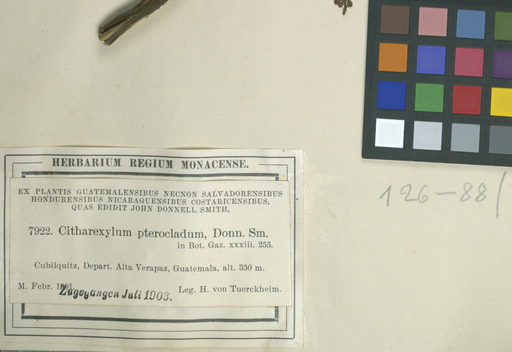 HERBARIUM REGIUM MONACENSE.
EX PLANTIS GUATEMALENSIBUS NECNON SALVADORENSIBUS
HONDURENSIBUS NICARAGUENSIBUS COSTARICENSIBUS,
QUAS EDIDIT JOHN DONNELL SMITH.
7922. Citharexylum pterocladum, Donn. Sm.
in Bot. Gaz. xxxiii. 255.
Cubilquitz, Depart. Alta Verapaz, Guatemala, alt. 350 m.
M. Febr. Leg. H. von Tuerckheim.
Zugegangen Juli 1903.
126-88/